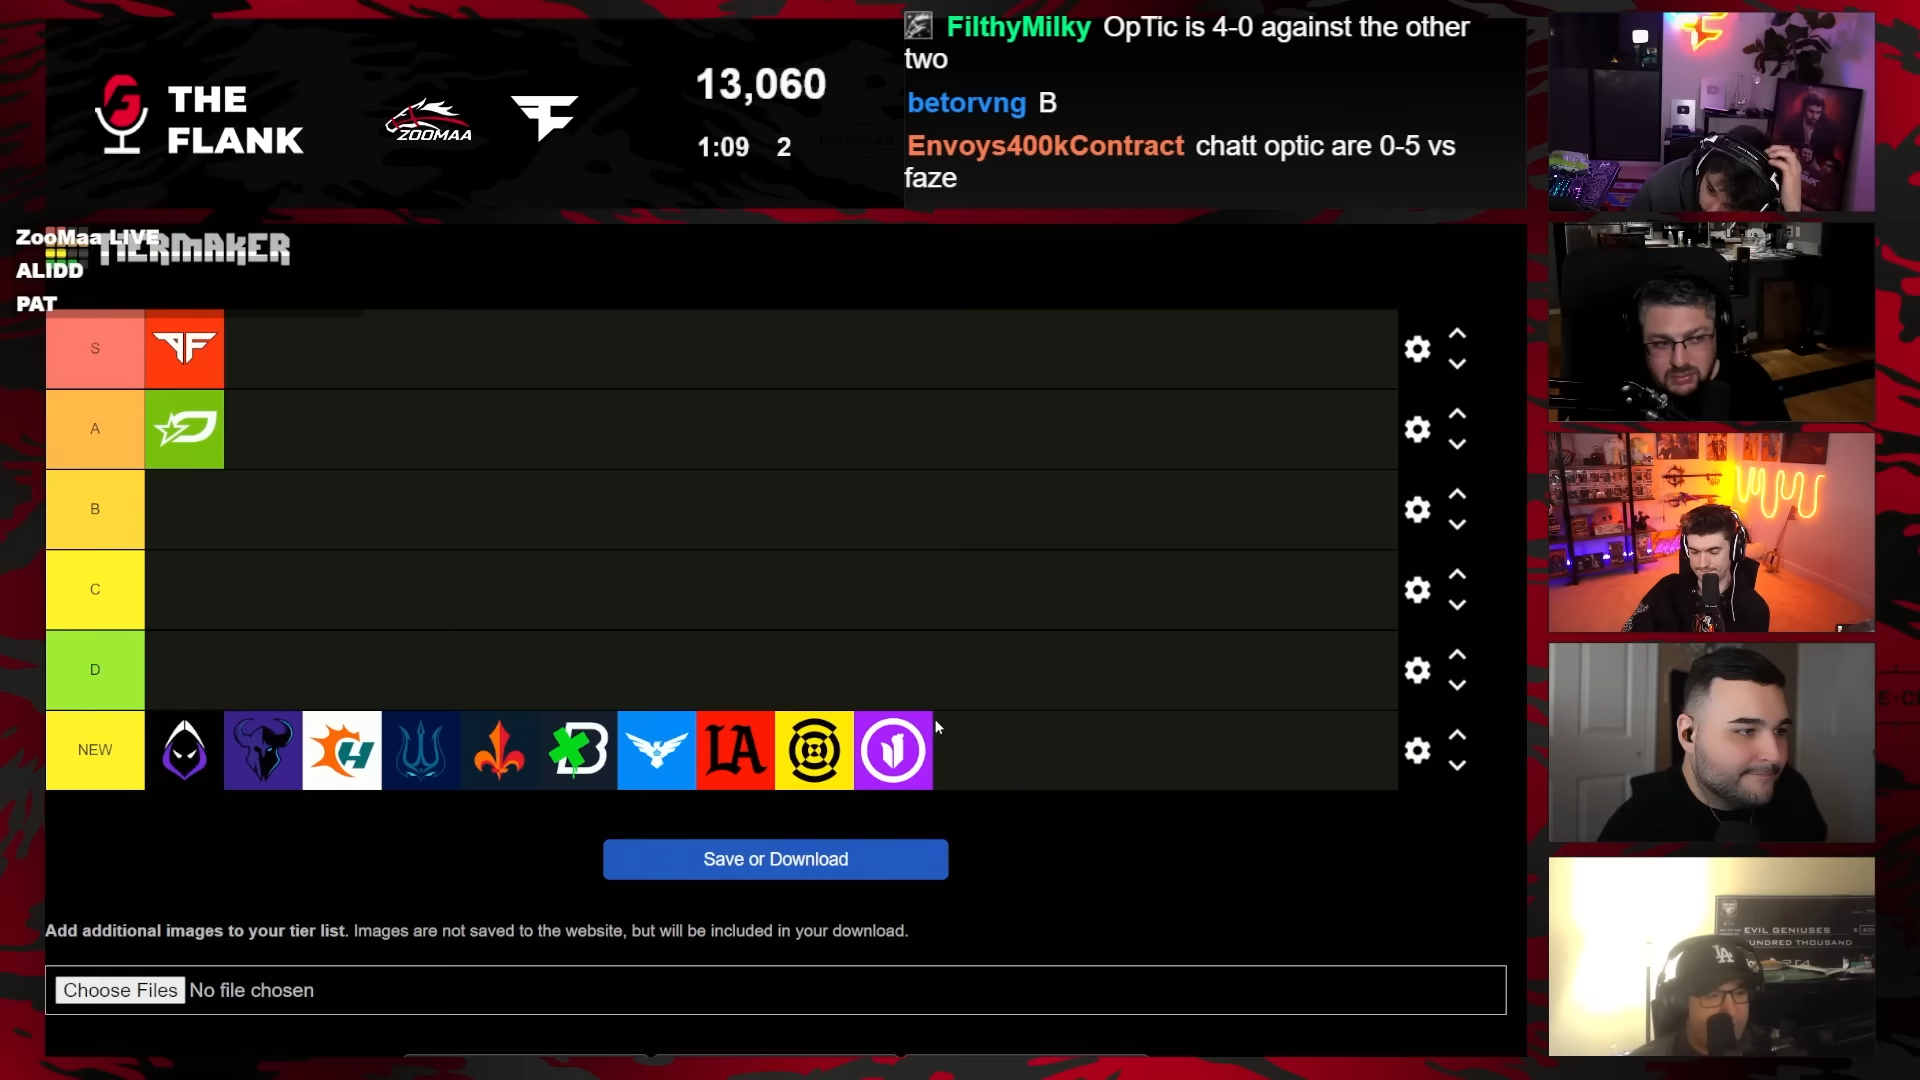 THE
FLANK
ZOOMAA
13,060
1:09 2
FilthyMilky OpTic is 4-0 against the other
two
betorvng B
Envoys400kContract chatt optic are 0-5 vs
faze
ZooMaa LIVE
ALIDD
PAT
TIERMAKER
S
A
B
C
D
NEW
B
LA
Save or Download
Add additional images to your tier list. Images are not saved to the website, but will be included in your download.
Choose Files No file chosen
EVIL GENIUSES
UNDRED THOUSAND
LA